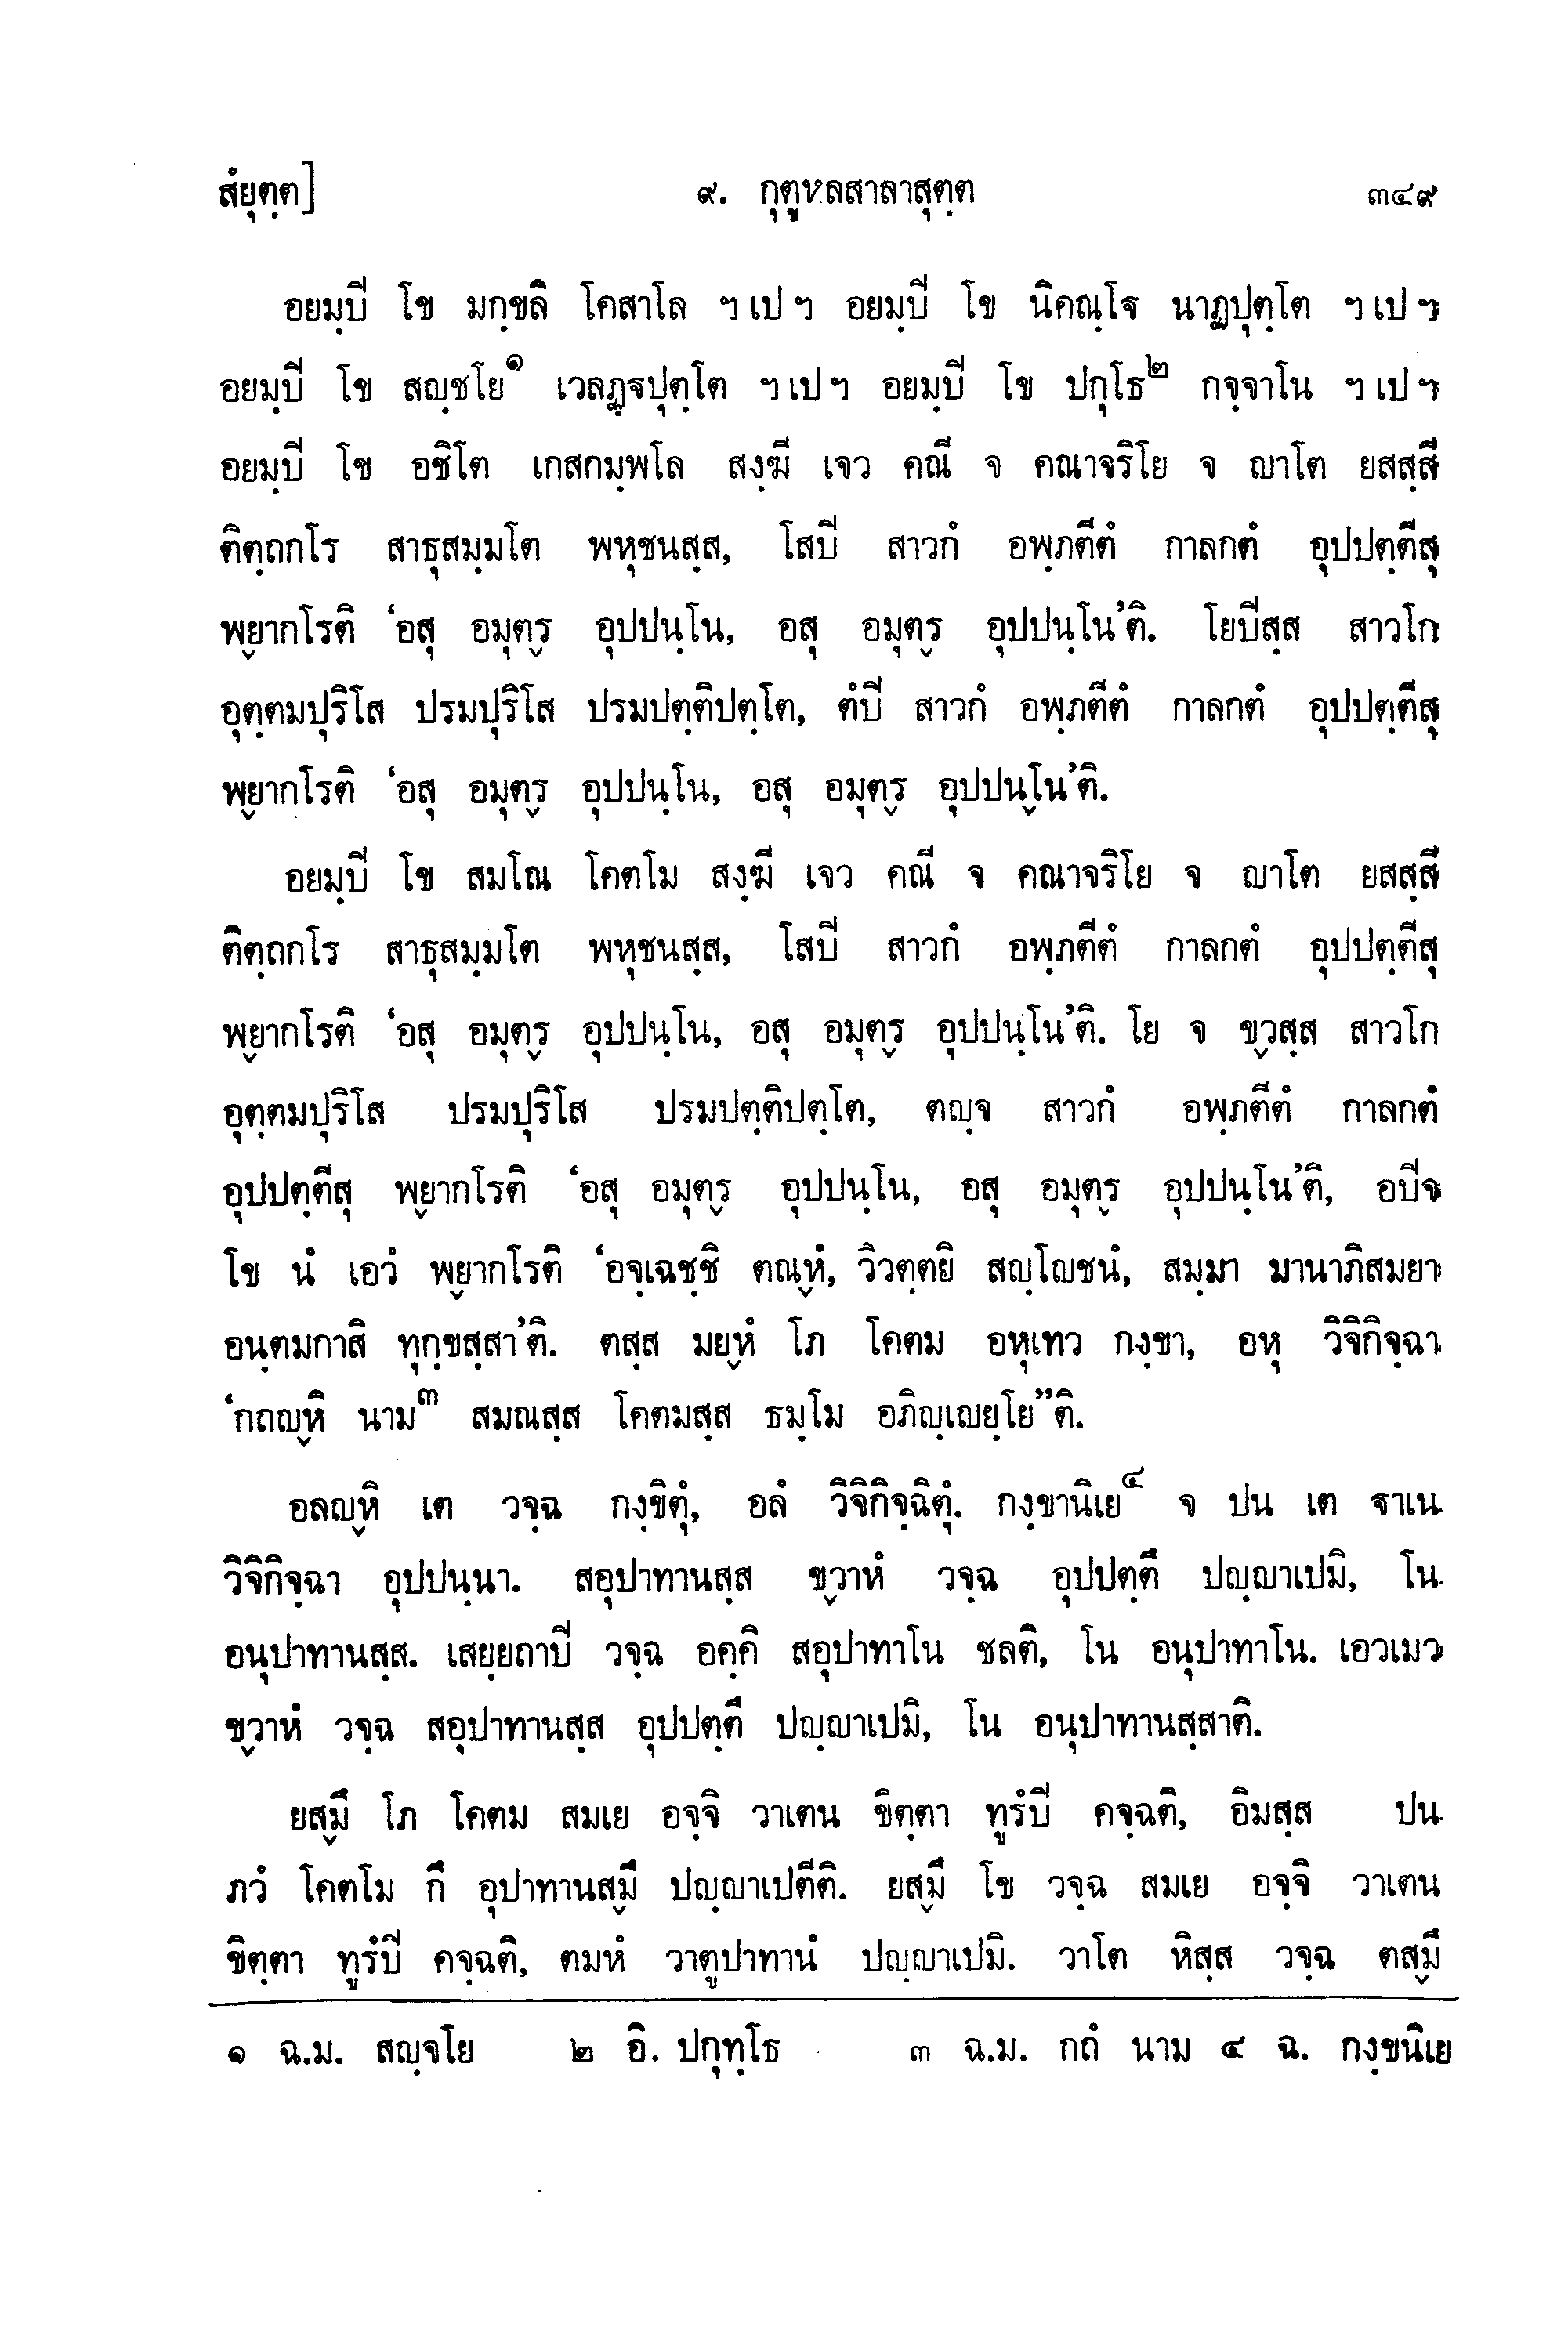 สํยุตฺต] ๙. กุตูหลสาลาสุตฺต ๓๔๙
อยมฺปิ โข มกฺขลิ โคสาโล ฯ เป ฯ อยมฺปิ โข นิคณฺโฐ นาฏปุตฺโต ฯ เป ฯ
อยมฺปิ โข สญฺชโย๑ เวลฏฺฐปุตฺโต ฯ เป ฯ อยมฺปิ โข ปกุโธ๒ กจฺจาโน ฯ เป ฯ
อยมฺปิ โข อชิโต เกสกมฺพโล สงฺฆี เจว คณี จ คณาจริโย จ ญาโต ยสสฺสี
ติตฺถกโร สาธุสมฺมโต พหุชนสฺส, โสปิ สาวกํ อพฺภตีตํ กาลกตํ อุปปตฺตีสุ
พฺยากโรติ ‘อสุ อมุตฺร อุปปนฺโน, อสุ อมุตฺร อุปปนฺโน’ติ. โยปิสฺส สาวโก
อุตฺตมปุริโส ปรมปุริโส ปรมปตฺติปตฺโต, ตํปิ สาวกํ อพฺภตีตํ กาลกตํ อุปปตฺตีสุ
พฺยากโรติ ‘อสุ อมุตฺร อุปปนฺโน, อสุ อมุตฺร อุปปนฺโน’ติ.
อยมฺปิ โข สมโณ โคตโม สงฺฆี เจว คณี จ คณาจริโย จ ญาโต ยสสฺสี
ติตฺถกโร สาธุสมฺมโต พหุชนสฺส, โสปิ สาวกํ อพฺภตีตํ กาลกตํ อุปปตฺตีสุ
พฺยากโรติ ‘อสุ อมุตฺร อุปปนฺโน, อสุ อมุตฺร อุปปนฺโน’ติ. โย จ ขฺวสฺส สาวโก
อุตฺตมปุริโส ปรมปุริโส ปรมปตฺติปตฺโต, ตญฺจ สาวกํ อพฺภตีตํ กาลกตํ
อุปปตฺตีสุ พฺยากโรติ ‘อสุ อมุตฺร อุปปนฺโน, อสุ อมุตฺร อุปปนฺโน’ติ, อปิจ
โข นํ เอวํ พฺยากโรติ ‘อจฺเฉชฺชิ ตณฺหํ, วิวตฺตยิ สญฺโญชนํ, สมฺมา มานาภิสมยา
อนฺตมกาสิ ทุกฺขสฺสา’ติ. ตสฺส มยฺหํ โภ โคตม อหุเทว กงฺขา, อหุ วิจิกิจฺฉา
‘กถญฺหิ นาม๓ สมณสฺส โคตมสฺส ธมฺโม อภิญฺเญยฺโย”ติ.
อลญฺหิ เต วจฺฉ กงฺขิตุํ, อลํ วิจิกิจฺฉิตุํ. กงฺขานิเย๔ จ ปน เต ฐาเน
วิจิกิจฺฉา อุปปนฺนา. สอุปาทานสฺส ขฺวาหํ วจฺฉ อุปปตฺตึ ปญฺญาเปมิ, โน
อนุปาทานสฺส. เสยฺยถาปิ วจฺฉ อคฺคิ สอุปาทาโน ชลติ, โน อนุปาทาโน. เอวเมว
ขฺวาหํ วจฺฉ สอุปาทานสฺส อุปปตฺตึ ปญฺญาเปมิ, โน อนุปาทานสฺสาติ.
ยสฺมึ โภ โคตม สมเย อจฺจิ วาเตน ขิตฺตา ทูรํปิ คจฺฉติ, อิมสฺส ปน
ภวํ โคตโม กึ อุปาทานสฺมึ ปญฺญาเปตีติ. ยสฺมึ โข วจฺฉ สมเย อจฺจิ วาเตน
ขิตฺตา ทูรํปิ คจฺฉติ, ตมหํ วาตูปาทานํ ปญฺญาเปมิ. วาโต หิสฺส วจฺฉ ตสฺมึ
๑ ฉ.ม. สญฺจโย ๒ อิ. ปกุทฺโธ ๓ ฉ.ม. กถํ นาม ๔ ฉ. กงฺขนิเย